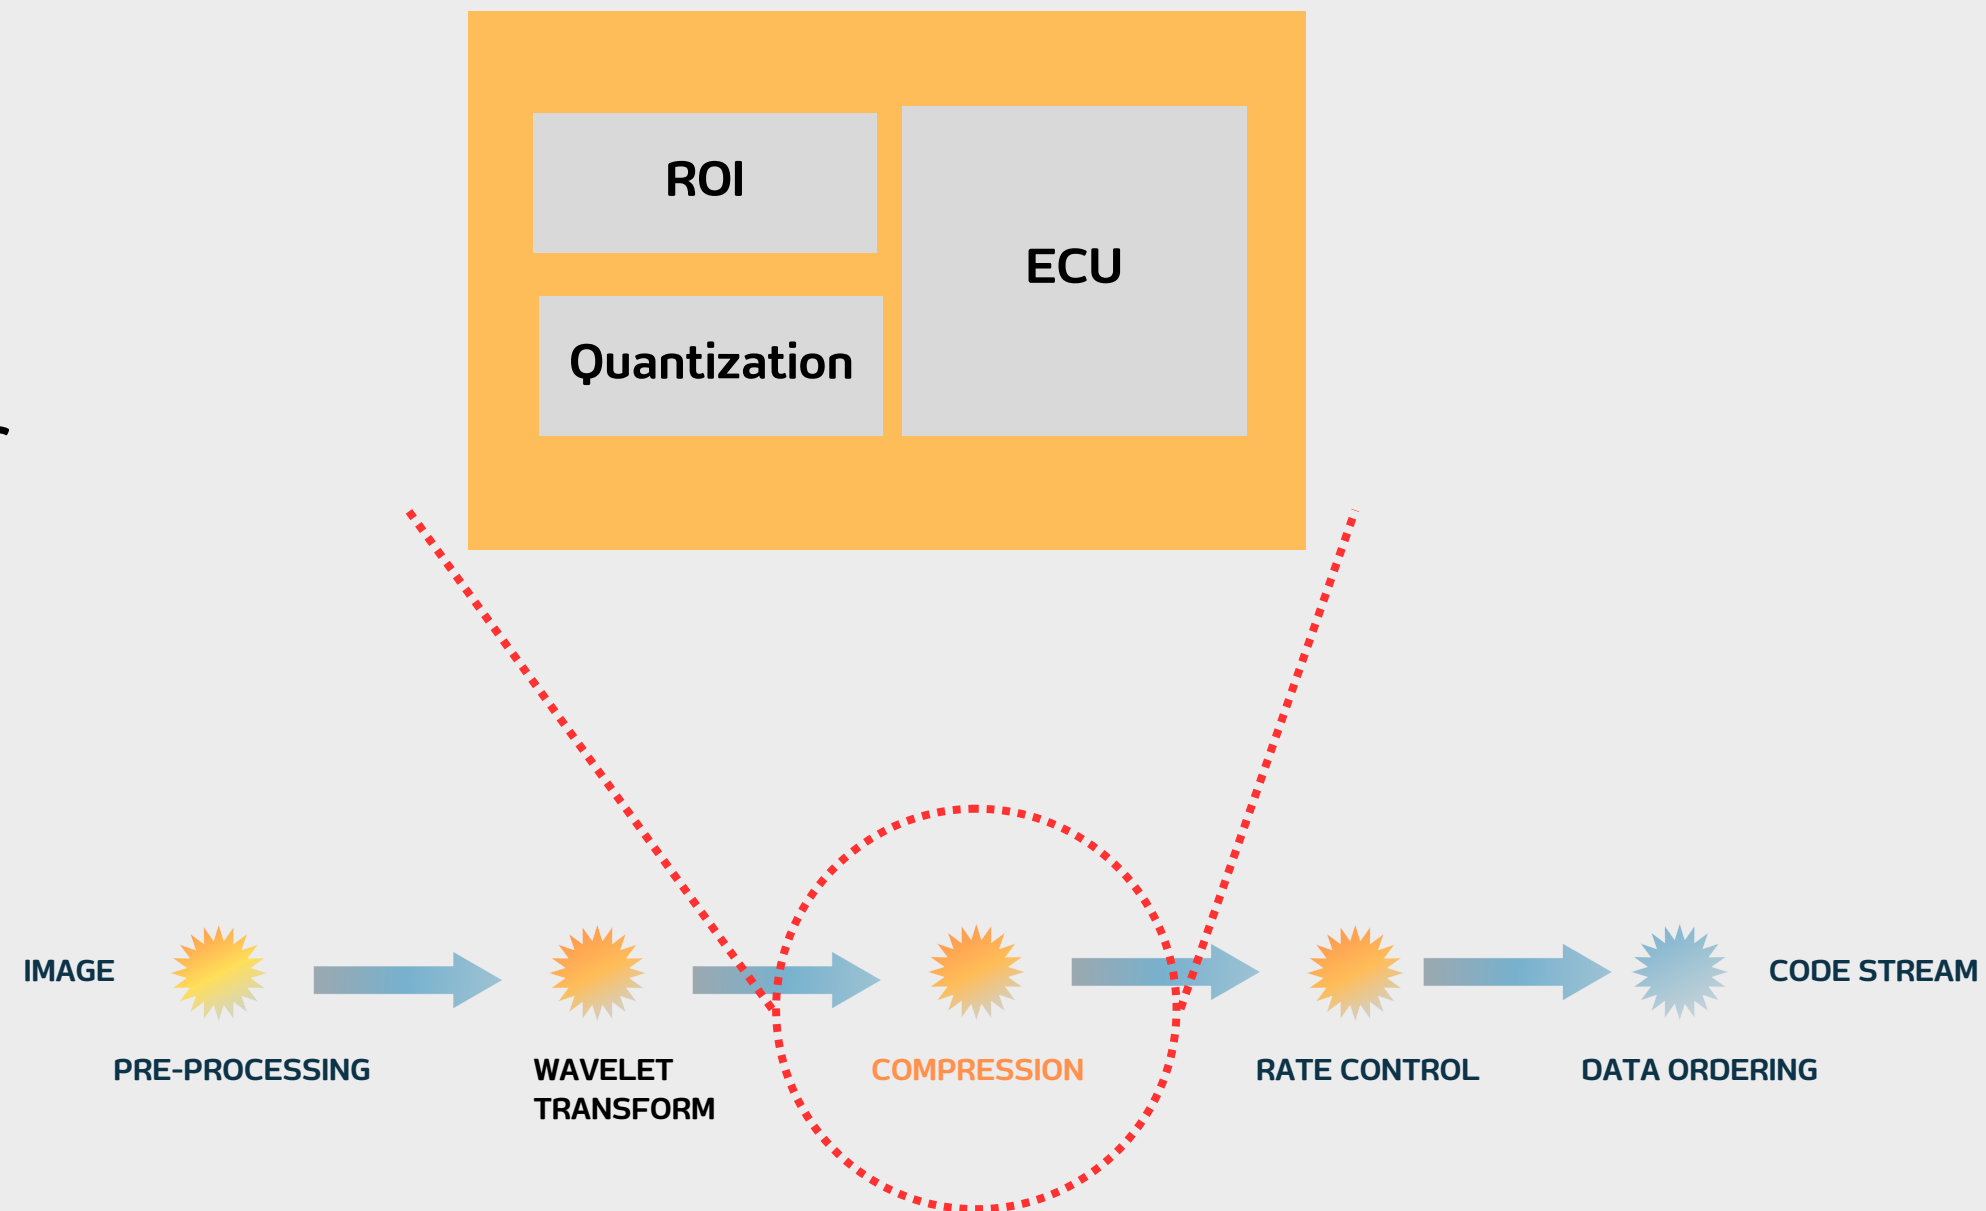 ROI
ECU
Quantization
IMAGE
CODE STREAM
PRE-PROCESSING
WAVELET
TRANSFORM
COMPRESSION
RATE CONTROL
DATA ORDERING